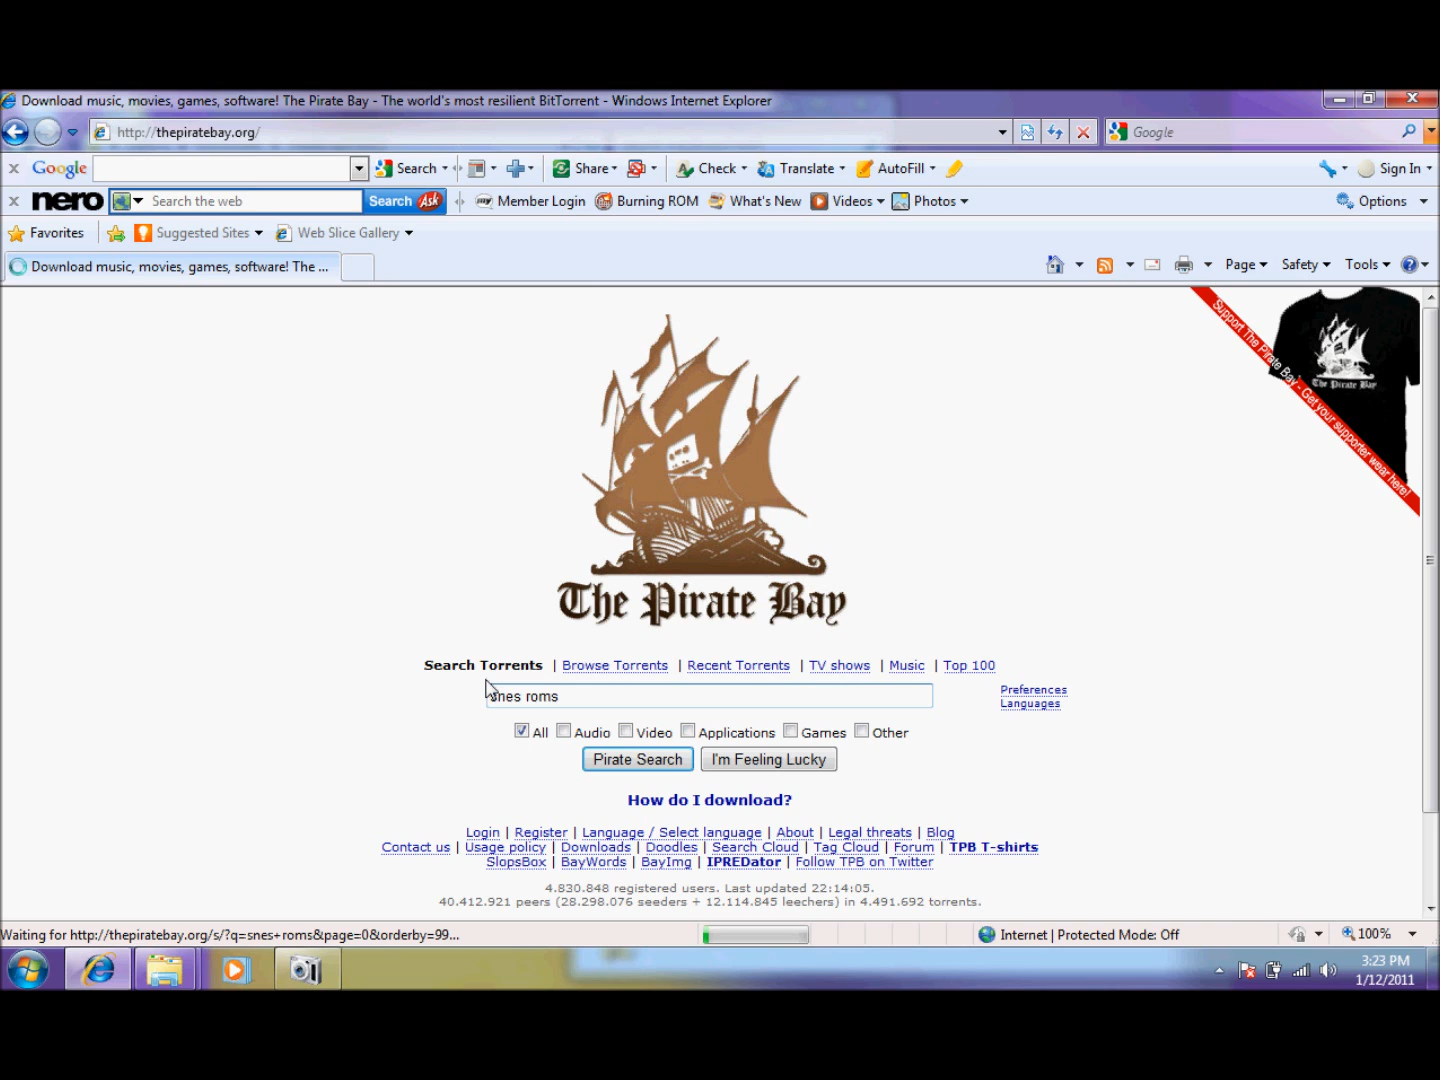 Download music, movies, games, software! The Pirate Bay - The world's most resilient BitTorrent - Windows Internet Explorer
http://thepiratebay.org/
Google
x Google Search Share Check Translate AutoFill Sign In
x nero Search the web Search Ask my Member Login Burning ROM What's New Videos Photos Options
Favorites Suggested Sites Web Slice Gallery
Download music, movies, games, software! The ... Page Safety Tools
Support The Pirate Bay - Get your supporter wear here!
The Pirate Bay
The Pirate Bay
Search Torrents | Browse Torrents | Recent Torrents | TV shows | Music | Top 100
snes roms
Preferences
Languages
All Audio Video Applications Games Other
Pirate Search I'm Feeling Lucky
How do I download?
Login | Register | Language / Select language | About | Legal threats | Blog
Contact us | Usage policy | Downloads | Doodles | Search Cloud | Tag Cloud | Forum | TPB T-shirts
SlopsBox | BayWords | BayImg | IPREDator | Follow TPB on Twitter
4.830.848 registered users. Last updated 22:14:05.
40.412.921 peers (28.298.076 seeders + 12.114.845 leechers) in 4.491.692 torrents.
Waiting for http://thepiratebay.org/s/?q=snes+roms&page=0&orderby=99... Internet | Protected Mode: Off 100%
3:23 PM
1/12/2011